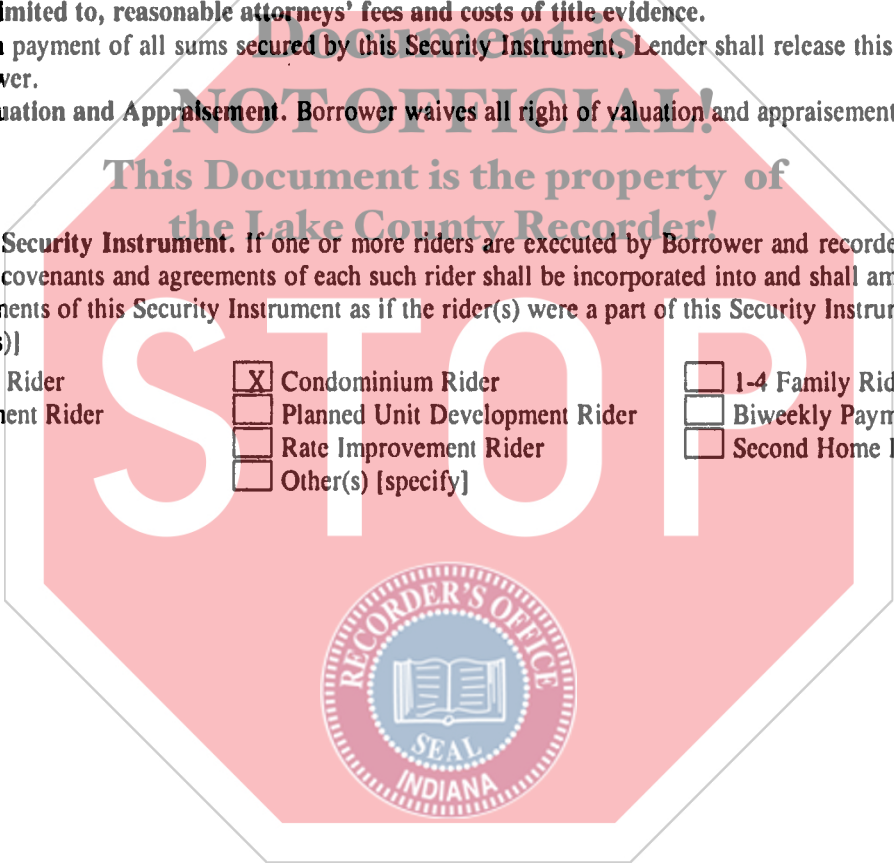 imited to, reasonable attorneys' fees and costs of title evidence.
Document is
payment of all sums secured by this Security Instrument, Lender shall release this
wer.
NOT OFFICIAL!
uation and Appraisement. Borrower waives all right of valuation and appraisement
This Document is the property of
the Lake County Recorder!
Security Instrument. If one or more riders are executed by Borrower and recorde
covenants and agreements of each such rider shall be incorporated into and shall am
nents of this Security Instrument as if the rider(s) were a part of this Security Instrur
s)]
STOP
Rider X Condominium Rider 1-4 Family Rid
nent Rider Planned Unit Development Rider Biweekly Paym
Rate Improvement Rider Second Home
Other(s) [specify]
RECORDER'S OFFICE
SEAL
INDIANA